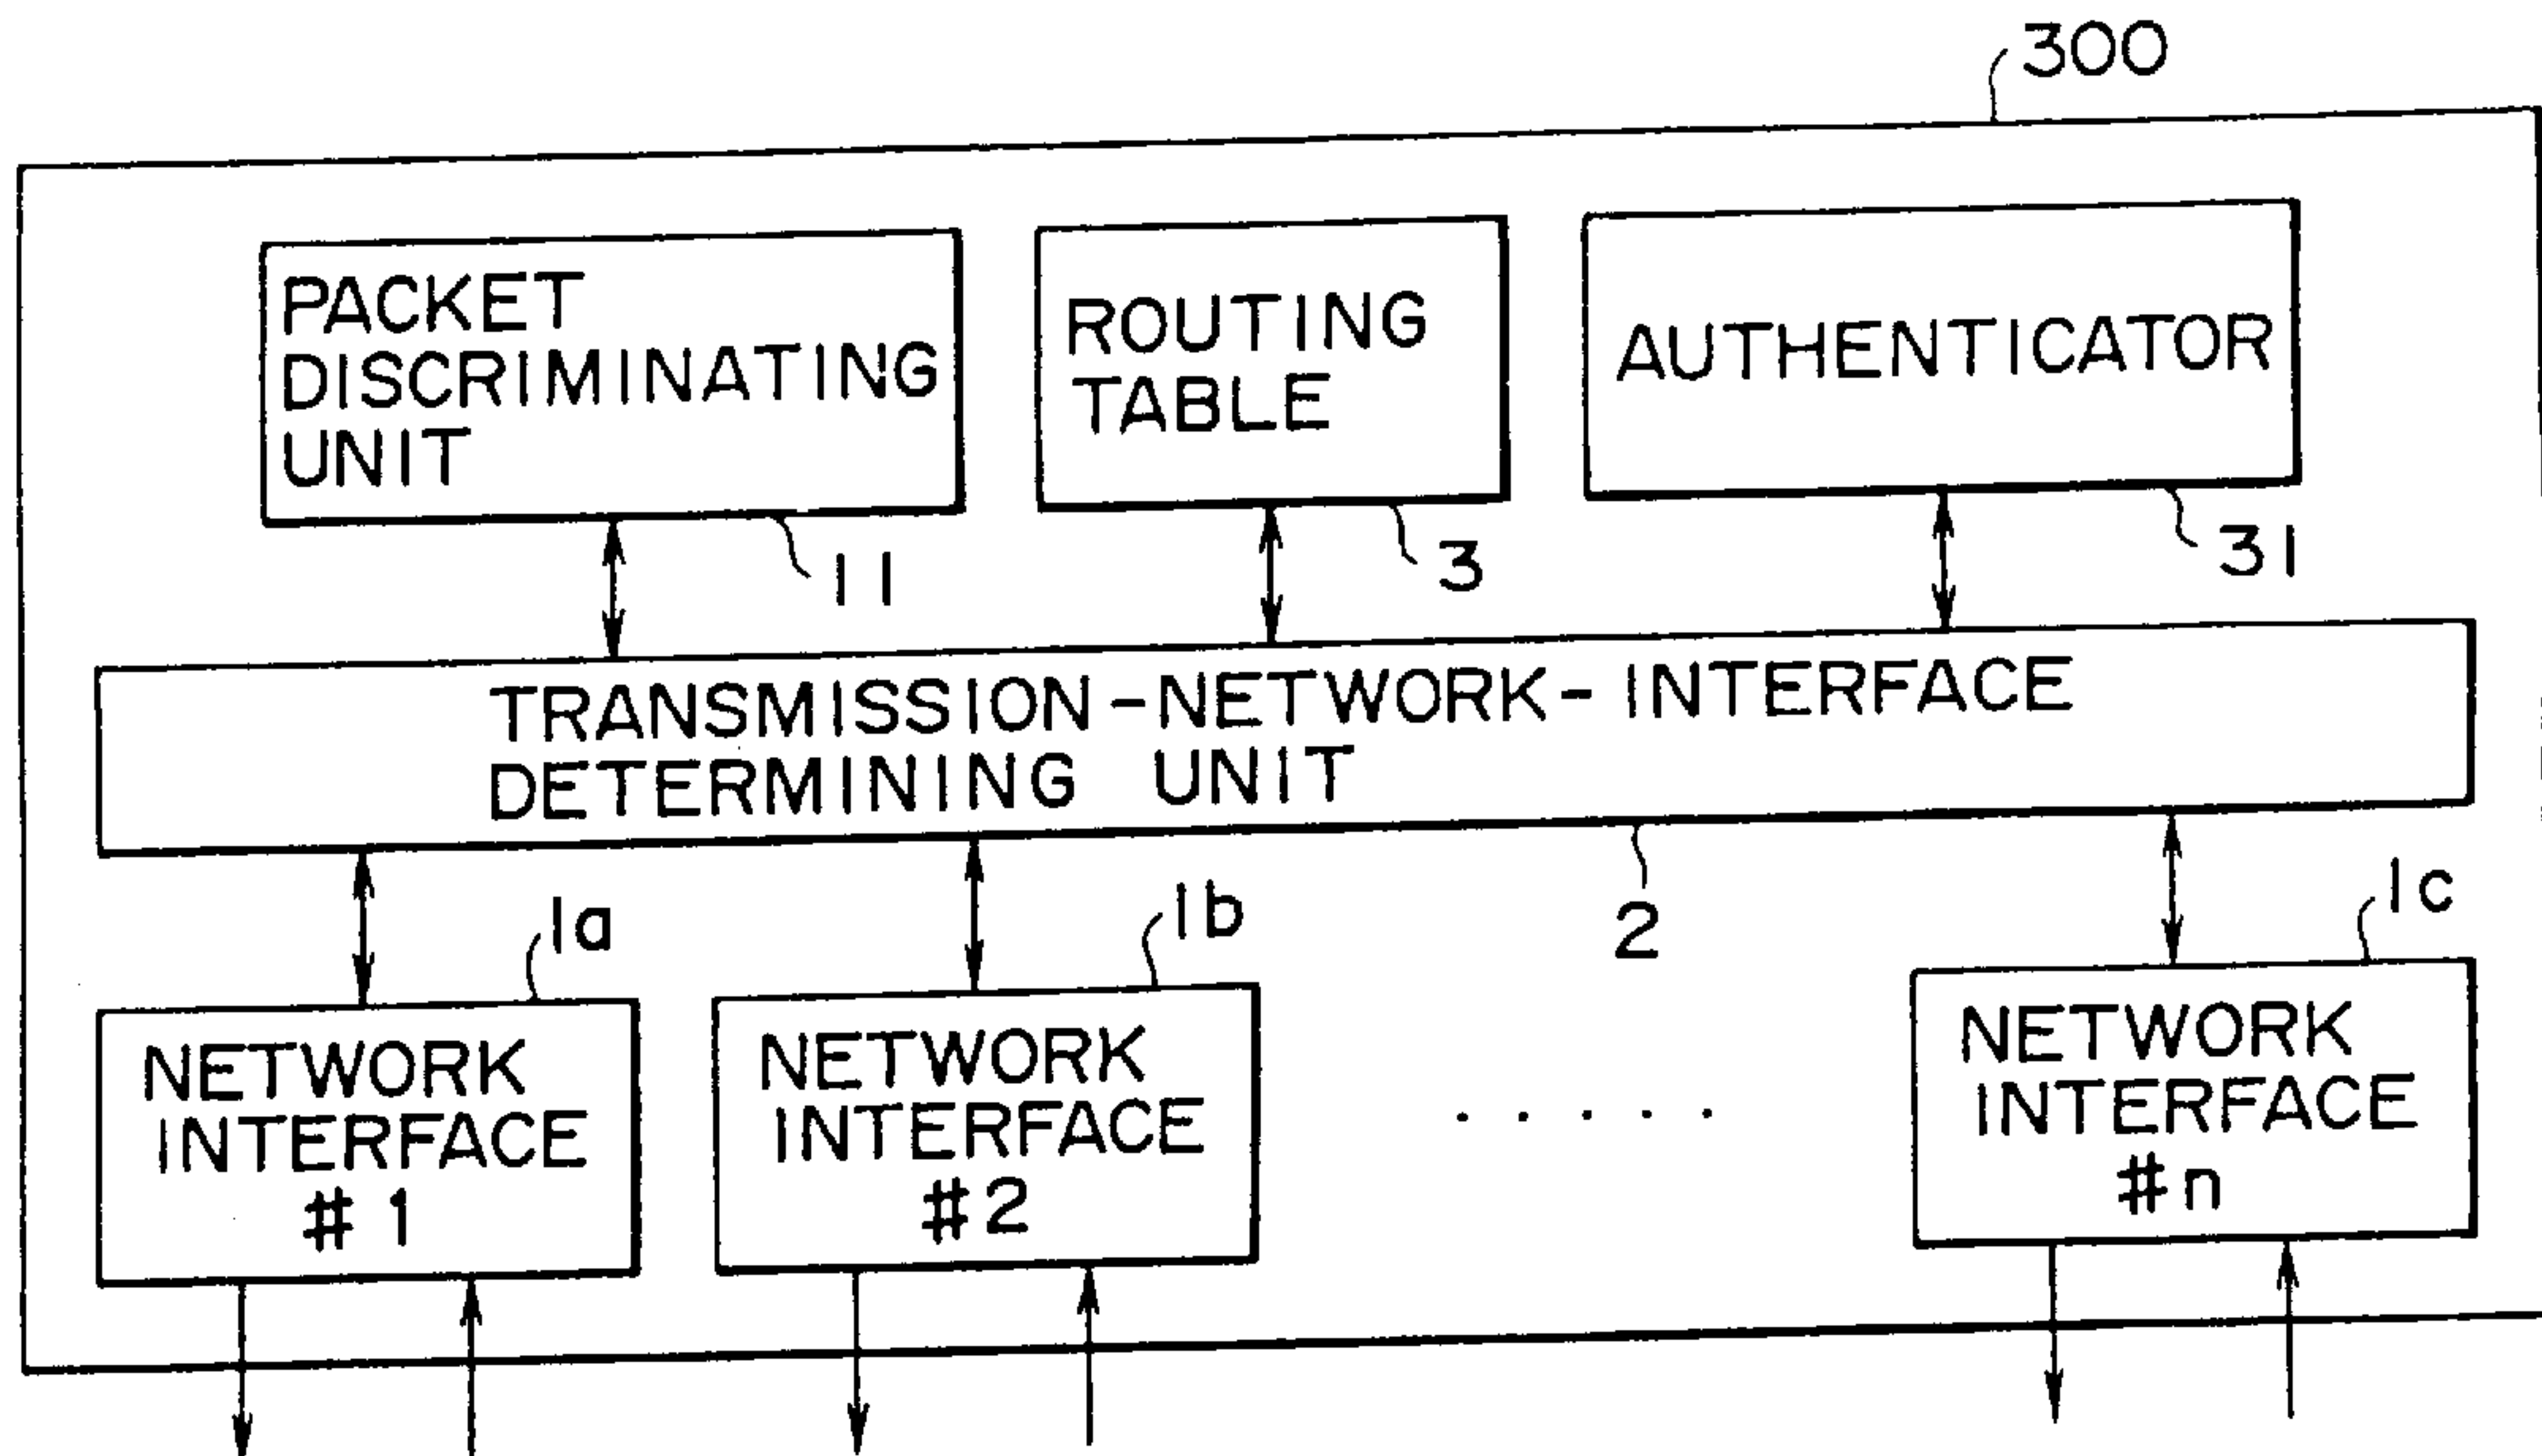 300
PACKET
DISCRIMINATING
UNIT
ROUTING
TABLE
AUTHENTICATOR
11
3
31
TRANSMISSION-NETWORK-INTERFACE
DETERMINING UNIT
2
1a
1b
1c
NETWORK
INTERFACE
#1
NETWORK
INTERFACE
#2
.....
NETWORK
INTERFACE
#n